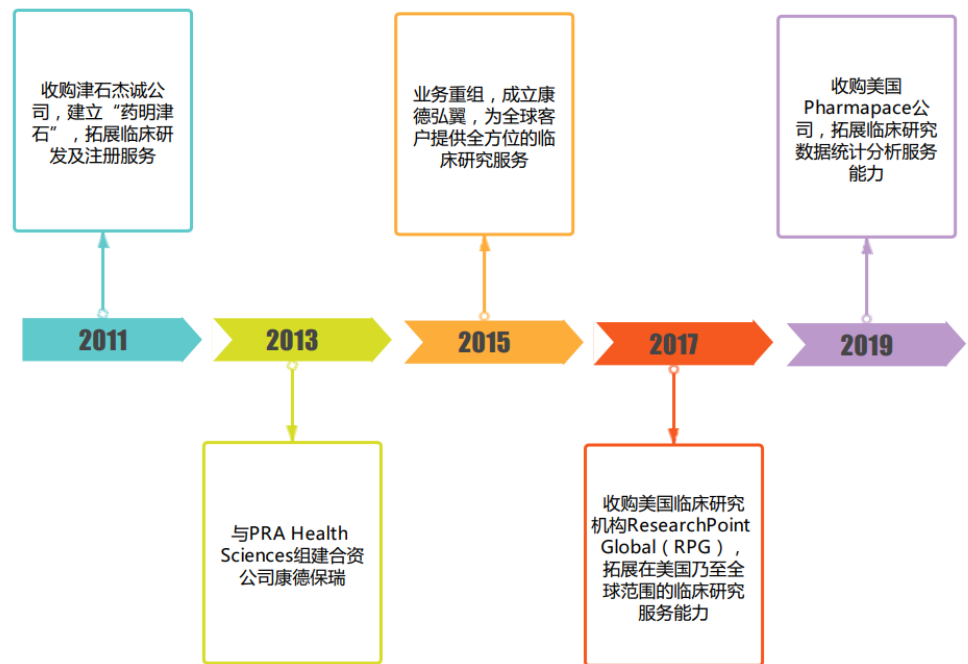 收购津石杰诚公
司，建立“药明津
石”，拓展临床研
发及注册服务
业务重组，成立康
德弘翼，为全球客
户提供全方位的临
床研究服务
收购美国
Pharmapace公
司，拓展临床研究
数据统计分析服务
能力
2011
2013
2015
2017
2019
与PRA Health
Sciences组建合资
公司康德保瑞
收购美国临床研究
机构ResearchPoint
Global（RPG），
拓展在美国乃至全
球范围的临床研究
服务能力